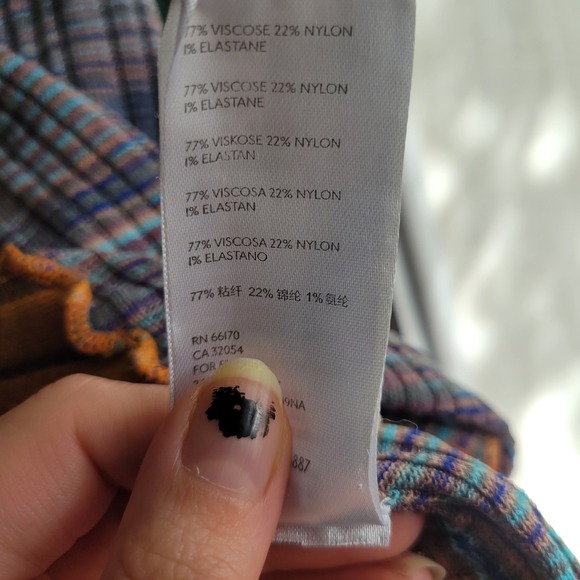 77% VISCOSE 22% NYLON
1% ELASTANE
77% VISCOSE 22% NYLON
1% ELASTANE
77% VISKOSE 22% NYLON
1% ELASTAN
77% VISCOSA 22% NYLON
1% ELASTAN
77% VISCOSA 22% NYLON
1% ELASTANO
77% 粘纤 22% 锦纶 1% 氨纶
RN 66170
CA 32054
FOR